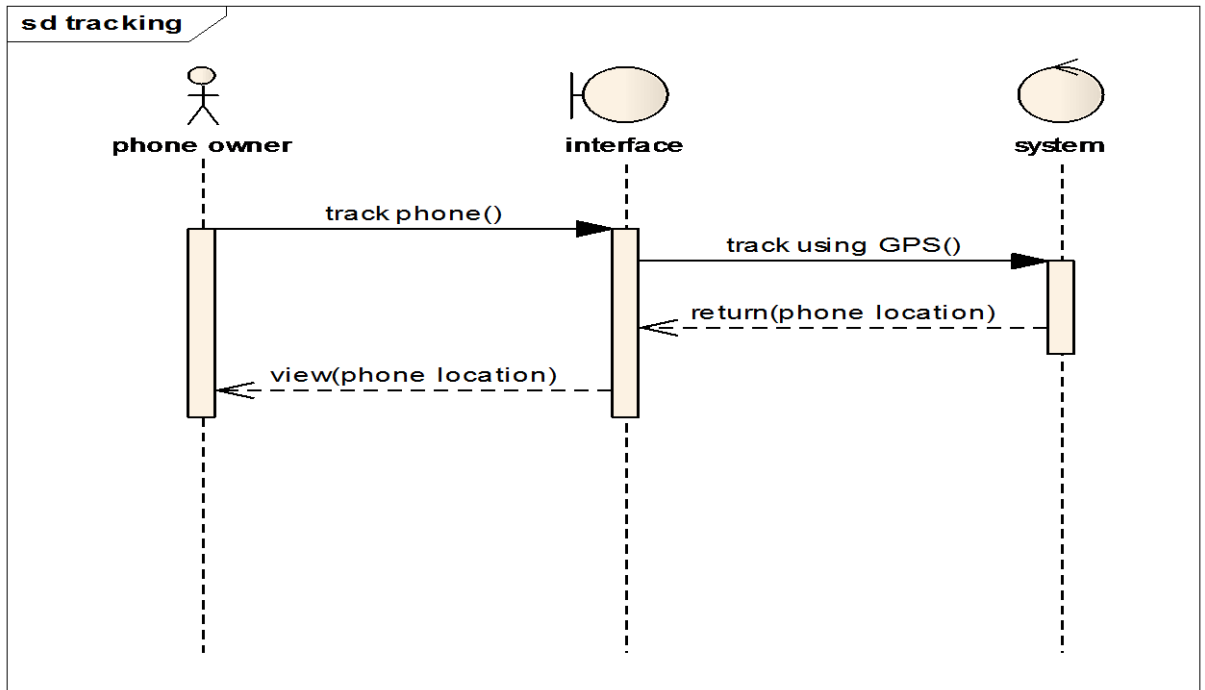 sd tracking
phone owner
interface
system
track phone()
track using GPS()
return(phone location)
view(phone location)